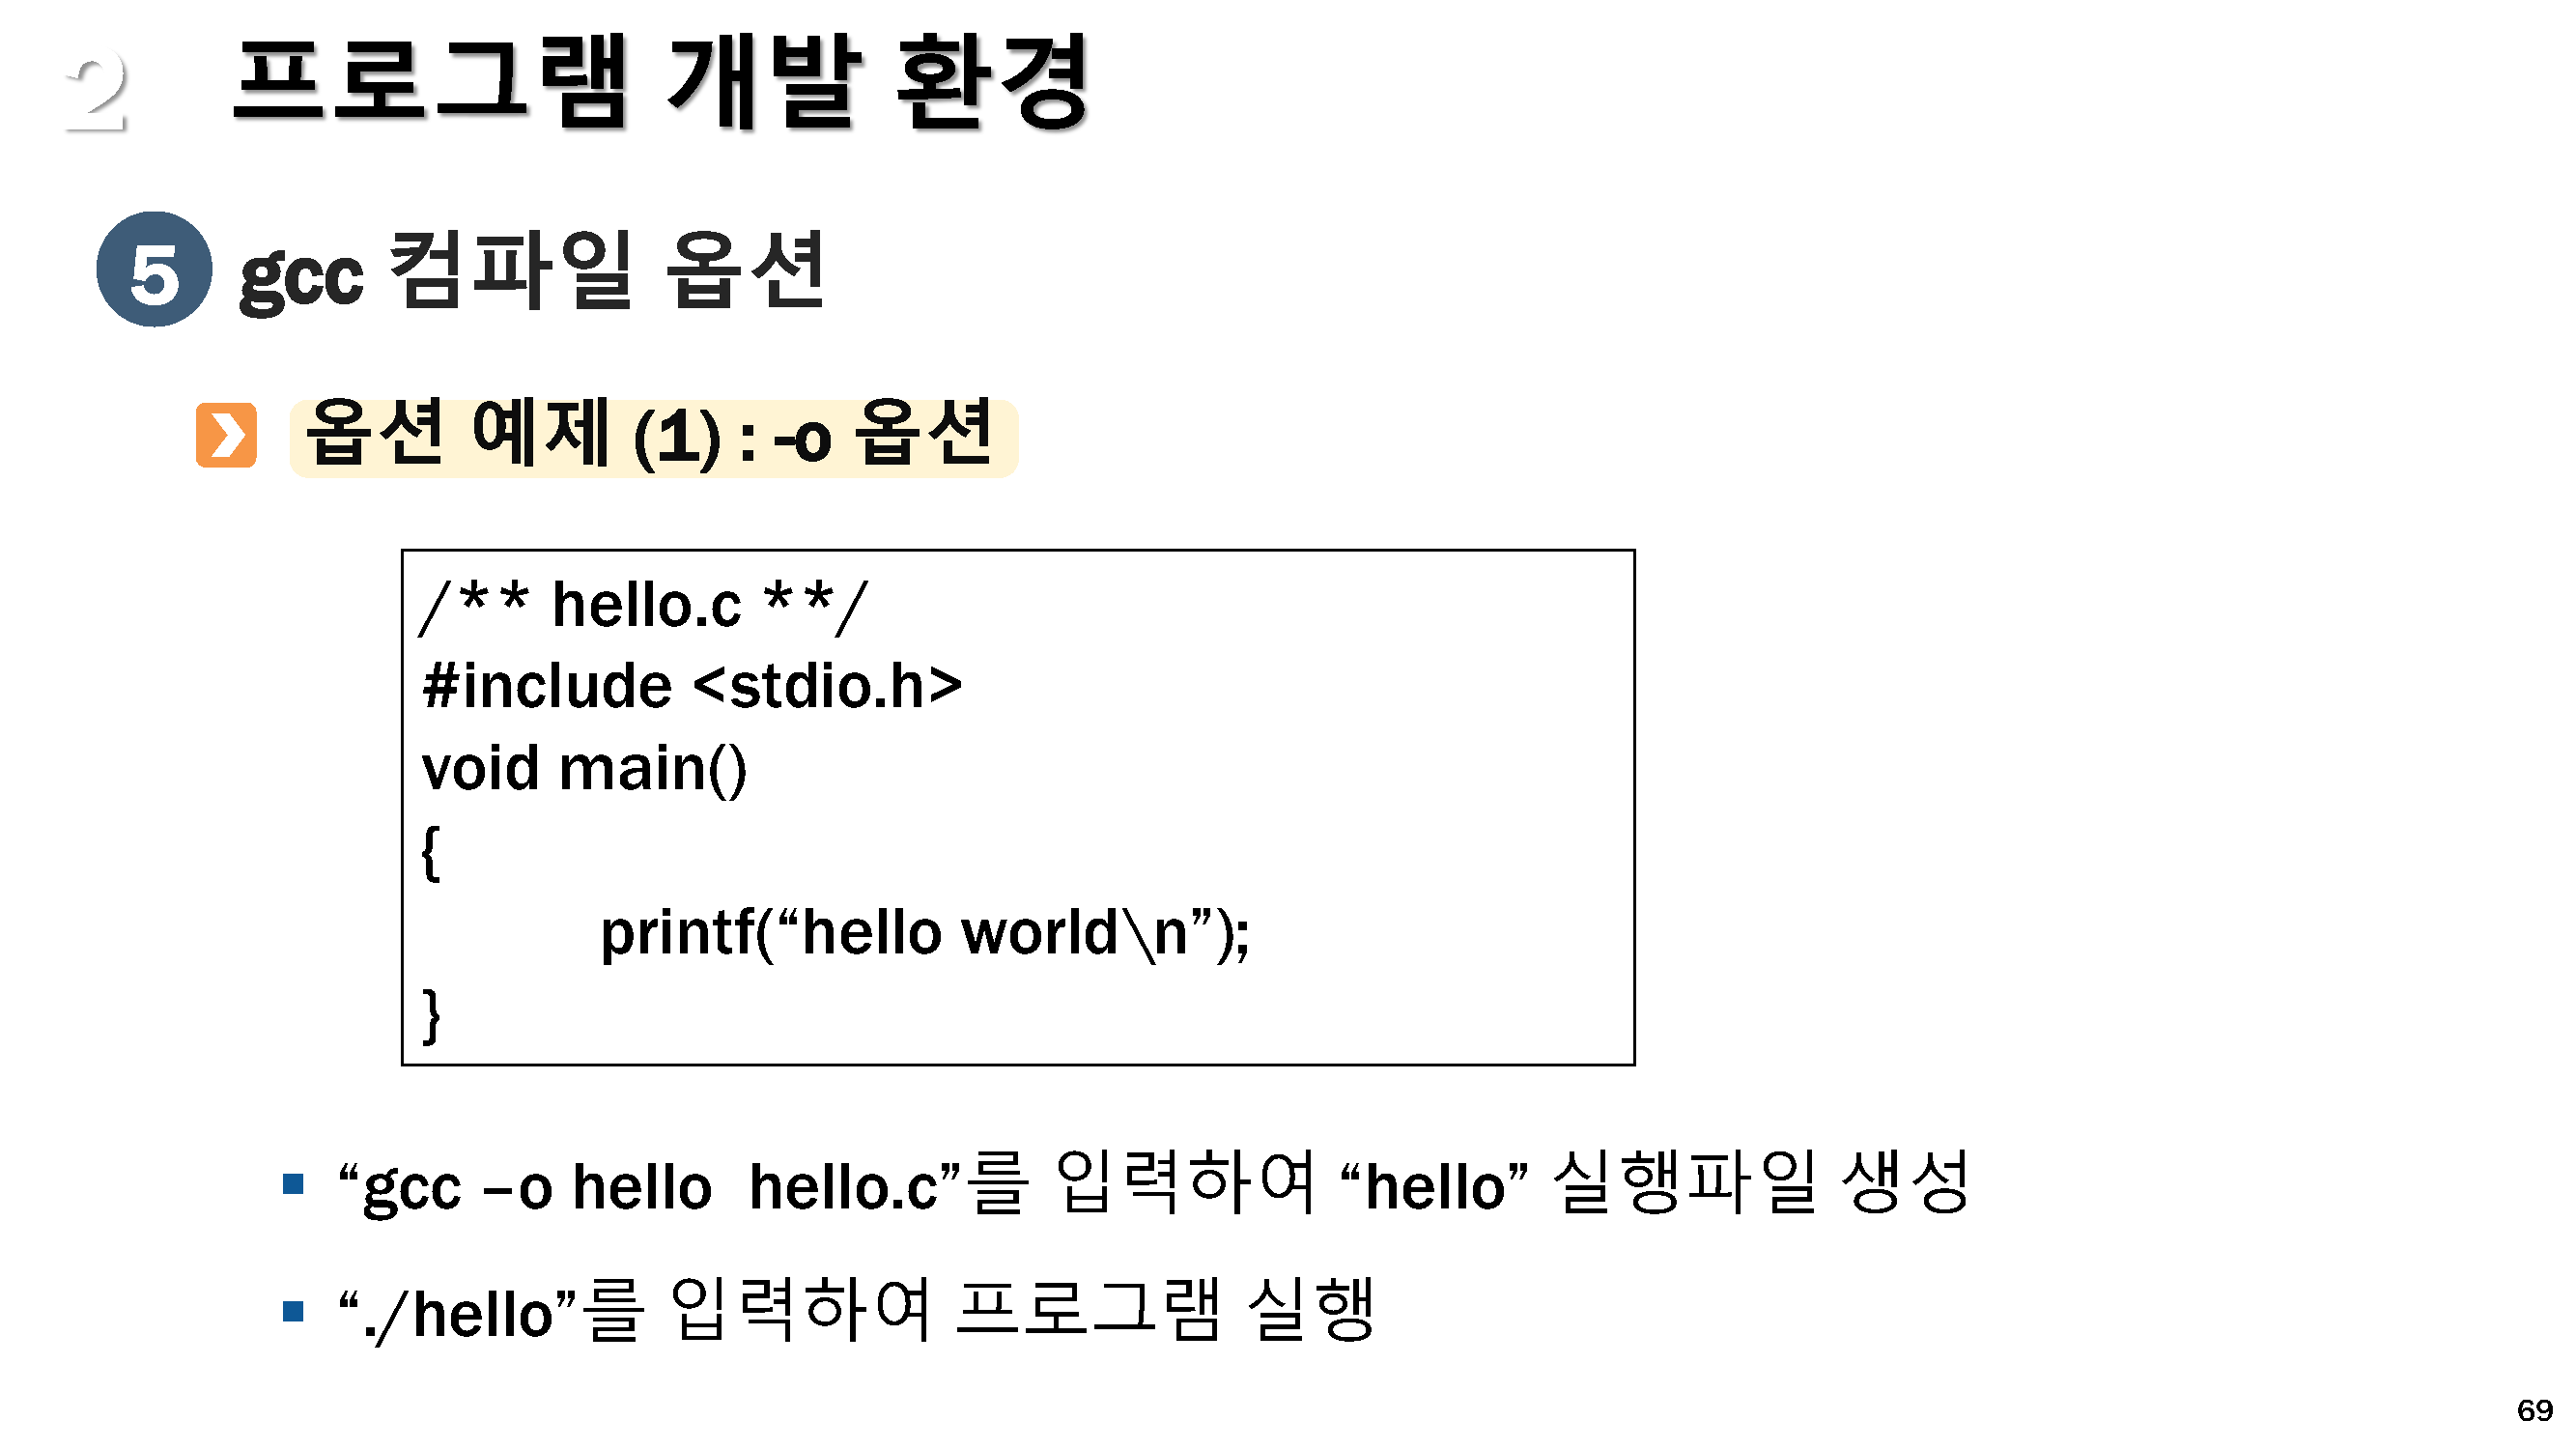 2 프로그램 개발 환경
5 gcc 컴파일 옵션
옵션 예제 (1) : -o 옵션
/** hello.c **/
#include <stdio.h>
void main()
{
printf(“hello world\n”);
}
“gcc –o hello hello.c”를 입력하여 “hello” 실행파일 생성
“./hello”를 입력하여 프로그램 실행
69